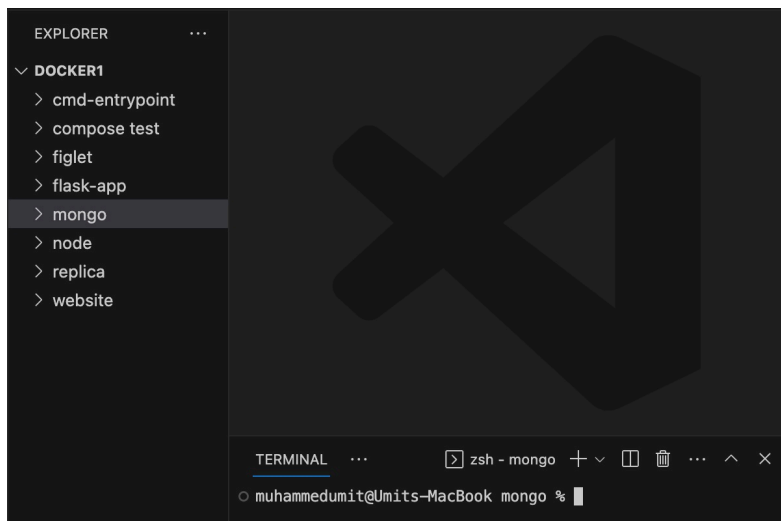 EXPLORER
DOCKER1
cmd-entrypoint
compose test
figlet
flask-app
mongo
node
replica
website
TERMINAL
zsh - mongo
muhammedumit@Umits-MacBook mongo %